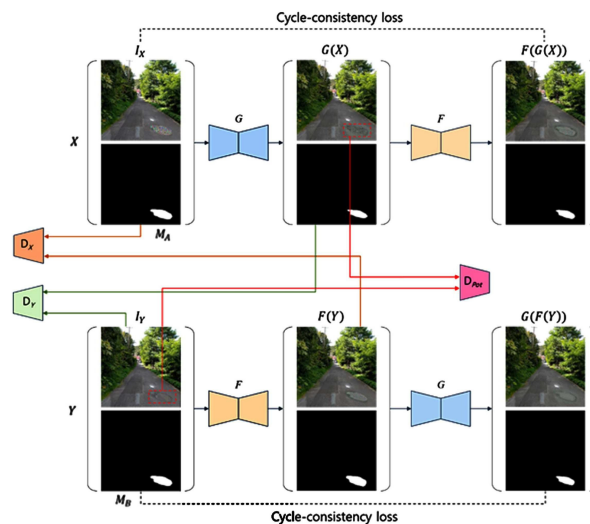 Cycle-consistency loss
I_X
G(X)
F(G(X))
G
F
X
M_A
D_X
D_Y
D_Pot
I_Y
F(Y)
G(F(Y))
F
G
Y
M_B
Cycle-consistency loss